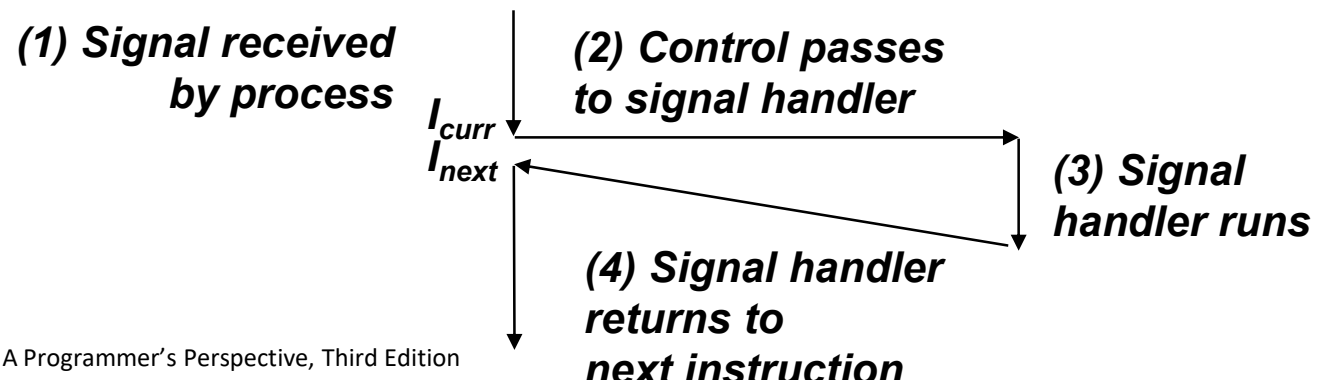 (1) Signal received
by process
(2) Control passes
to signal handler
Icurr
Inext
(3) Signal
handler runs
(4) Signal handler
returns to
next instruction
A Programmer’s Perspective, Third Edition